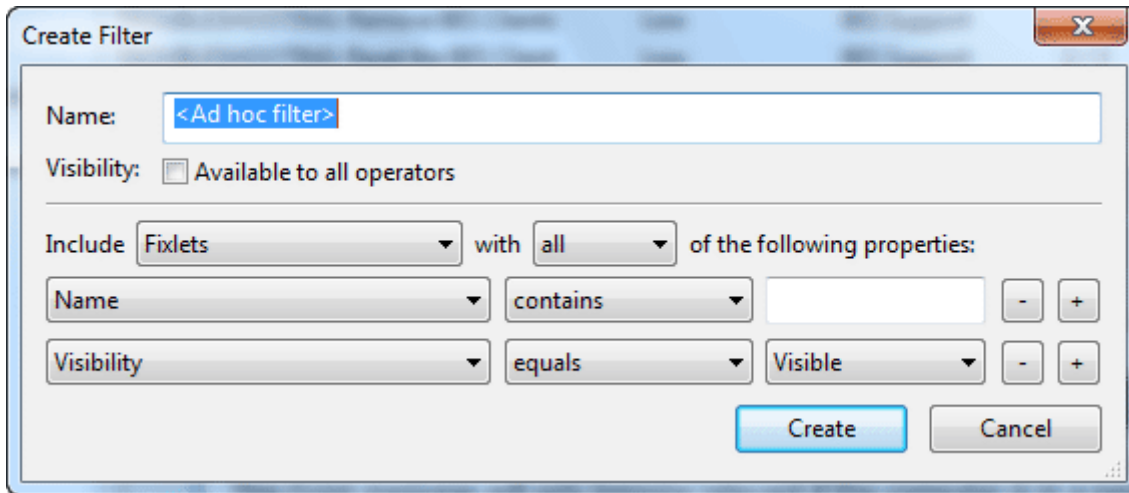 Create Filter
Name: <Ad hoc filter>
Visibility: Available to all operators
Include Fixlets with all of the following properties:
Name contains - +
Visibility equals Visible - +
Create Cancel